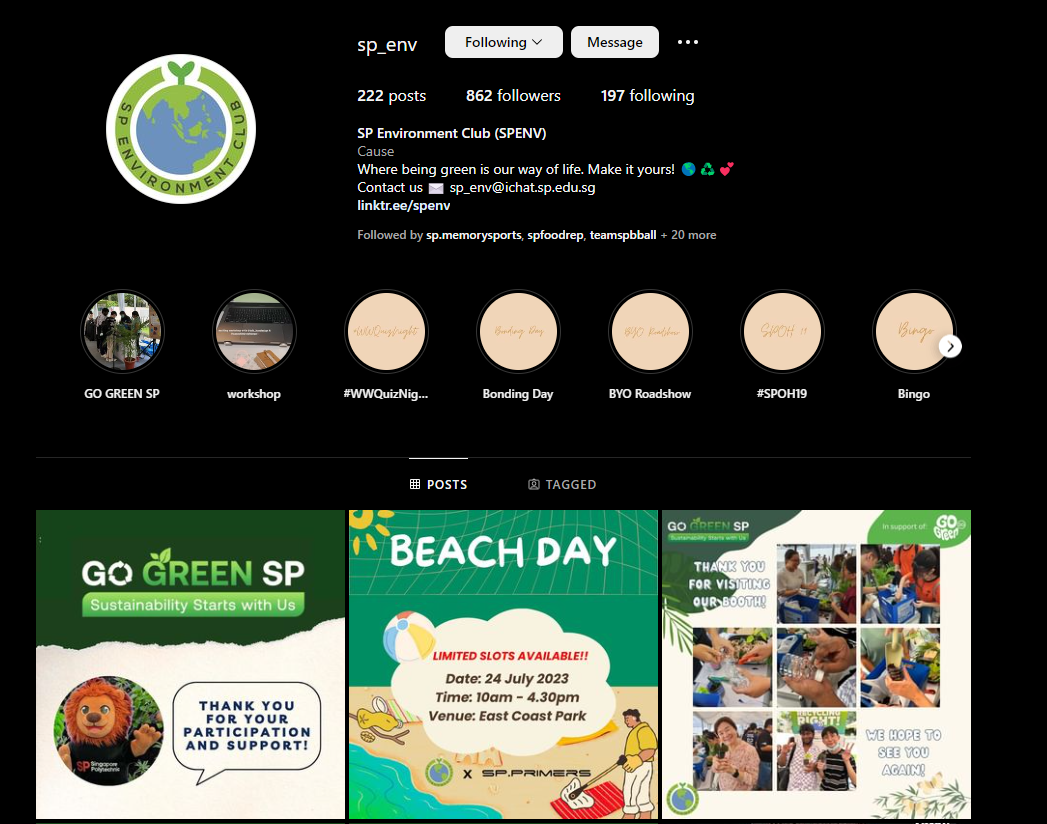 sp_env
Following
Message
222 posts
862 followers
197 following
SP Environment Club (SPENV)
Cause
Where being green is our way of life. Make it yours! 🌎 ♻️ 💕
Contact us ✉️ sp_env@ichat.sp.edu.sg
linktr.ee/spenv
Followed by sp.memorysports, spfoodrep, teamspbball + 20 more
SP ENVIRONMENT CLUB
#WWQuizNight
Bonding Day
BYO Roadshow
SPOH 19
Bingo
GO GREEN SP
workshop
#WWQuizNig...
Bonding Day
BYO Roadshow
#SPOH19
Bingo
POSTS
TAGGED
GO GREEN SP
Sustainability Starts with Us
THANK YOU
FOR YOUR
PARTICIPATION
AND SUPPORT!
SP Singapore
Polytechnic
BEACH DAY
LIMITED SLOTS AVAILABLE!!
Date: 24 July 2023
Time: 10am - 4.30pm
Venue: East Coast Park
X SP.PRIMERS
GO GREEN SP
Sustainability Starts with Us
In support of:
GO
Green
THANK YOU
FOR VISITING
OUR BOOTH!
RECYCLING
RIGHT!
WE HOPE TO
SEE YOU
AGAIN!